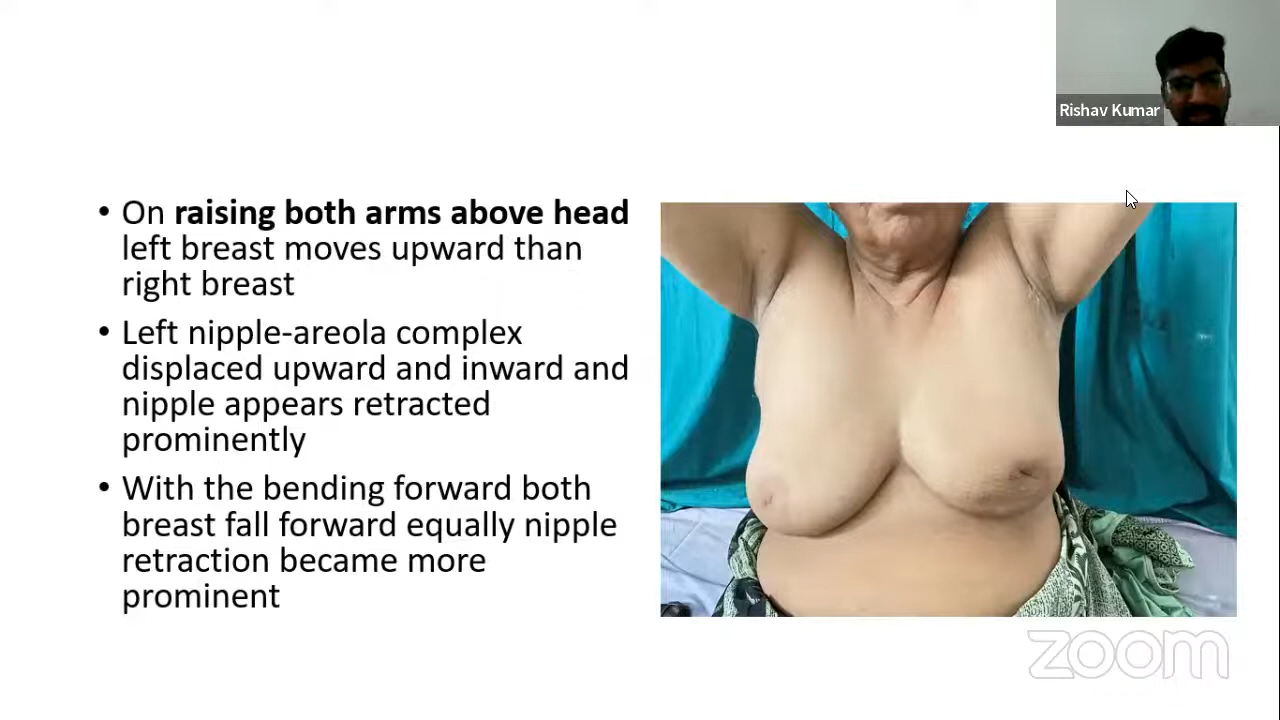 Rishav Kumar
• On raising both arms above head
left breast moves upward than
right breast
• Left nipple-areola complex
displaced upward and inward and
nipple appears retracted
prominently
• With the bending forward both
breast fall forward equally nipple
retraction became more
prominent
zoom